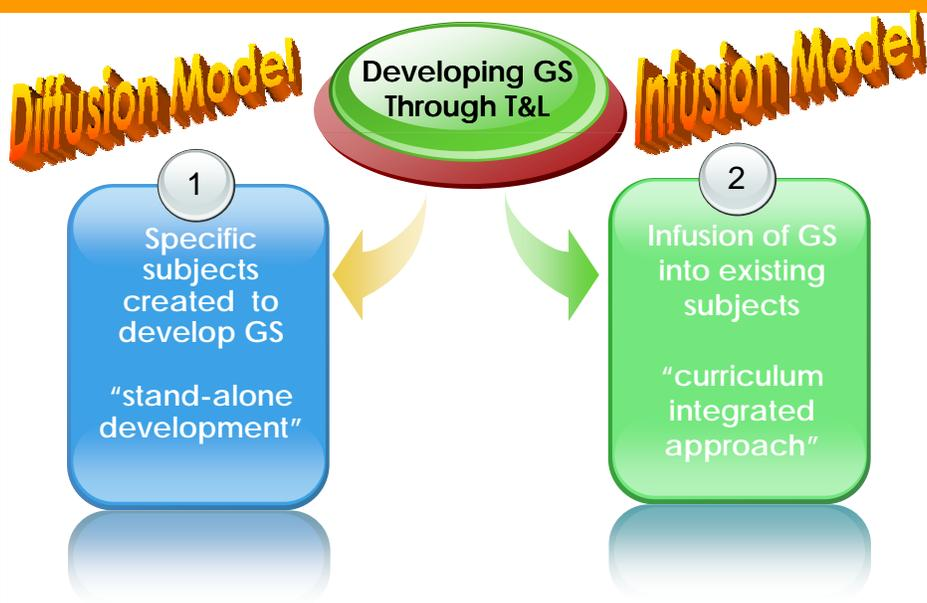 Diffusion Model
Developing GS
Through T&L
Infusion Model
1
Specific
subjects
created to
develop GS
“stand-alone
development”
2
Infusion of GS
into existing
subjects
“curriculum
integrated
approach”